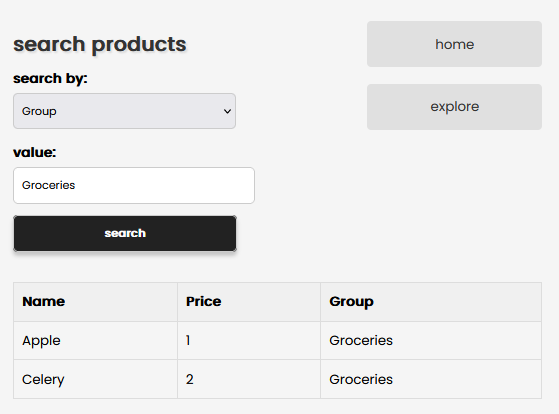 search products
home
search by:
Group
explore
value:
Groceries
search
Name Price Group
Apple 1 Groceries
Celery 2 Groceries